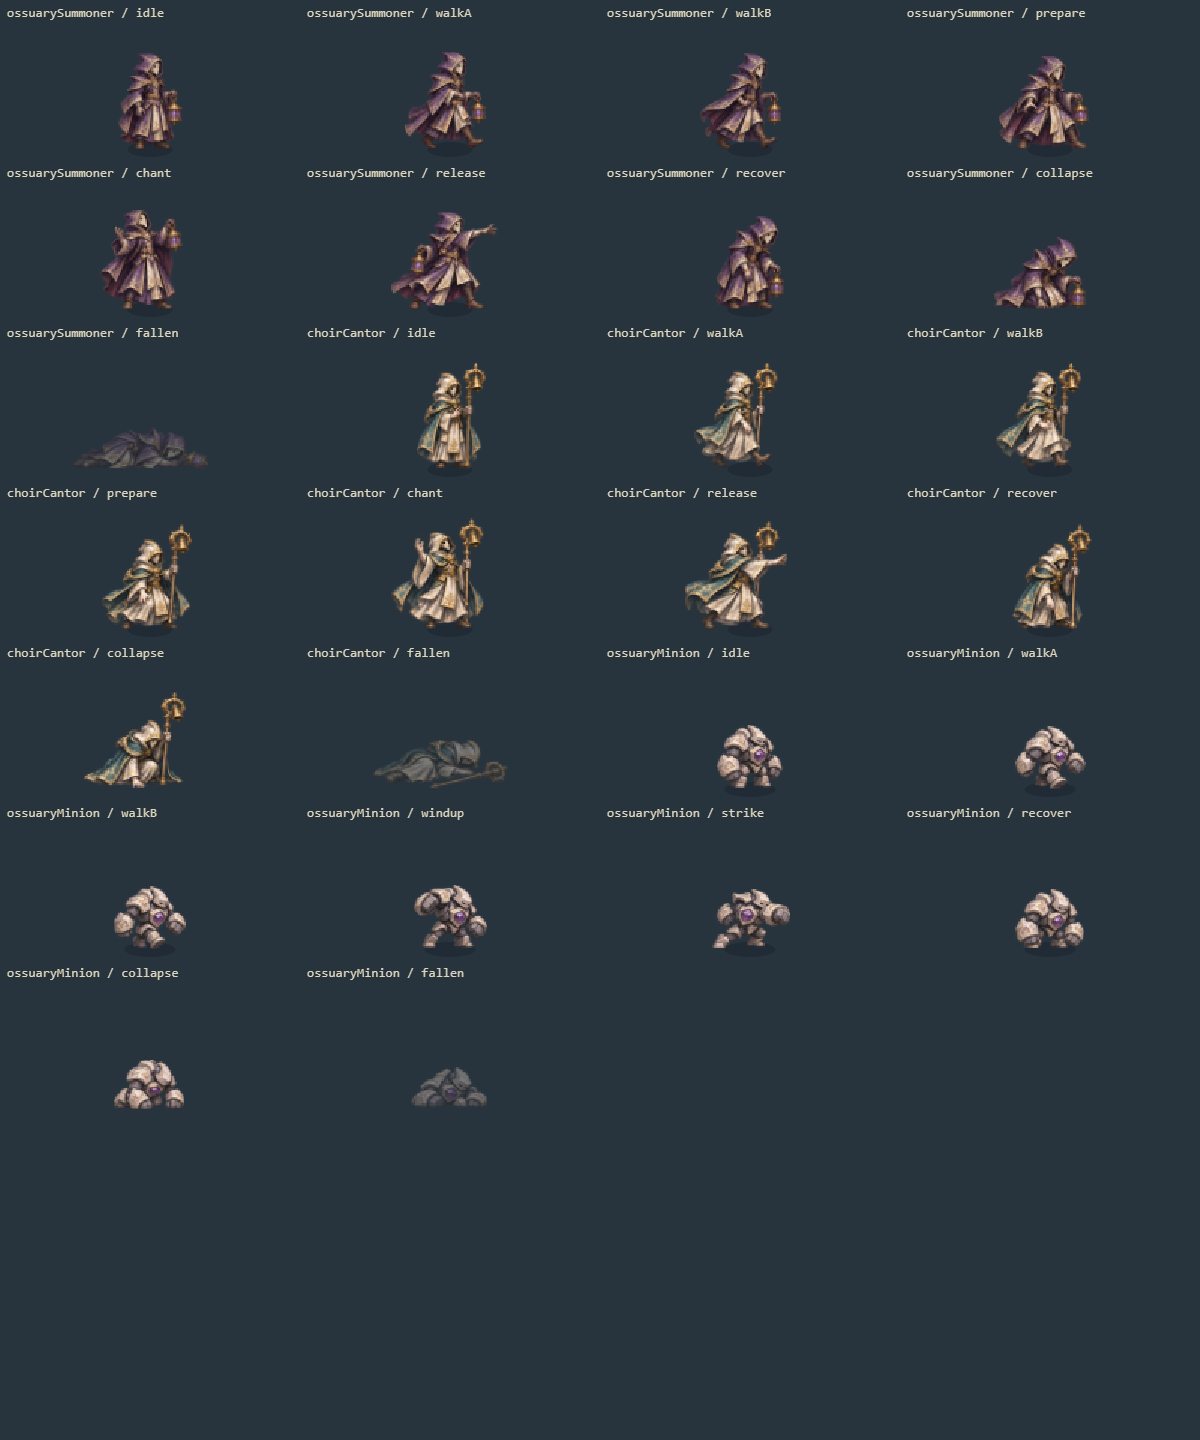 ossuarySummoner / idle
ossuarySummoner / walkA
ossuarySummoner / walkB
ossuarySummoner / prepare
ossuarySummoner / chant
ossuarySummoner / release
ossuarySummoner / recover
ossuarySummoner / collapse
ossuarySummoner / fallen
choirCantor / idle
choirCantor / walkA
choirCantor / walkB
choirCantor / prepare
choirCantor / chant
choirCantor / release
choirCantor / recover
choirCantor / collapse
choirCantor / fallen
ossuaryMinion / idle
ossuaryMinion / walkA
ossuaryMinion / walkB
ossuaryMinion / windup
ossuaryMinion / strike
ossuaryMinion / recover
ossuaryMinion / collapse
ossuaryMinion / fallen